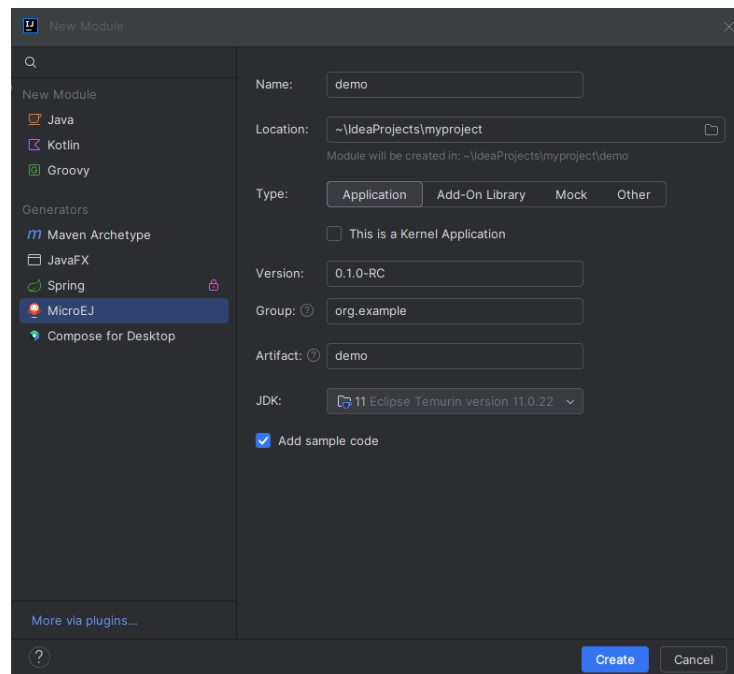 New Module
New Module
Java
Kotlin
Groovy
Generators
Maven Archetype
JavaFX
Spring
MicroEJ
Compose for Desktop
More via plugins...
Name: demo
Location: ~\IdeaProjects\myproject
Module will be created in: ~\IdeaProjects\myproject\demo
Type: Application Add-On Library Mock Other
This is a Kernel Application
Version: 0.1.0-RC
Group: ? org.example
Artifact: ? demo
JDK: 11 Eclipse Temurin version 11.0.22
Add sample code
? Create Cancel